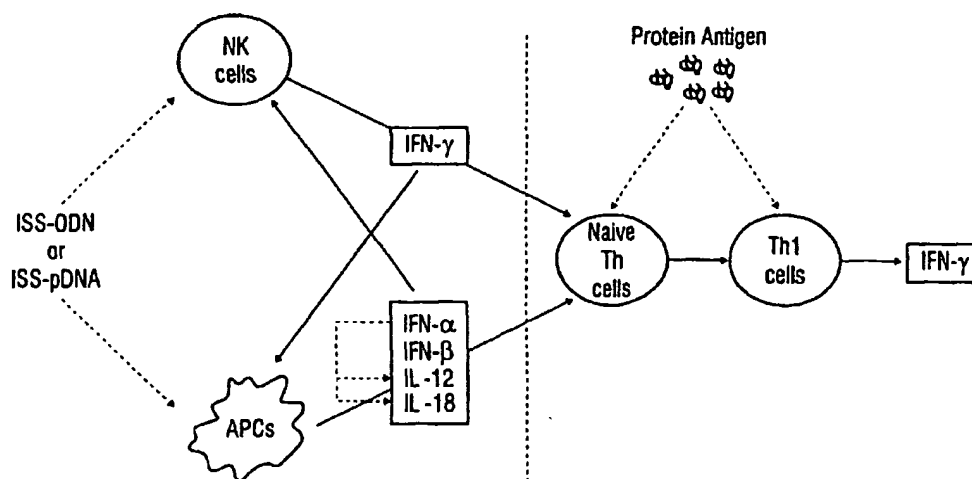 NK
cells
Protein Antigen
IFN-γ
ISS-ODN
or
ISS-pDNA
Naive
Th
cells
Th1
cells
IFN-γ
IFN-α
IFN-β
IL-12
IL-18
APCs